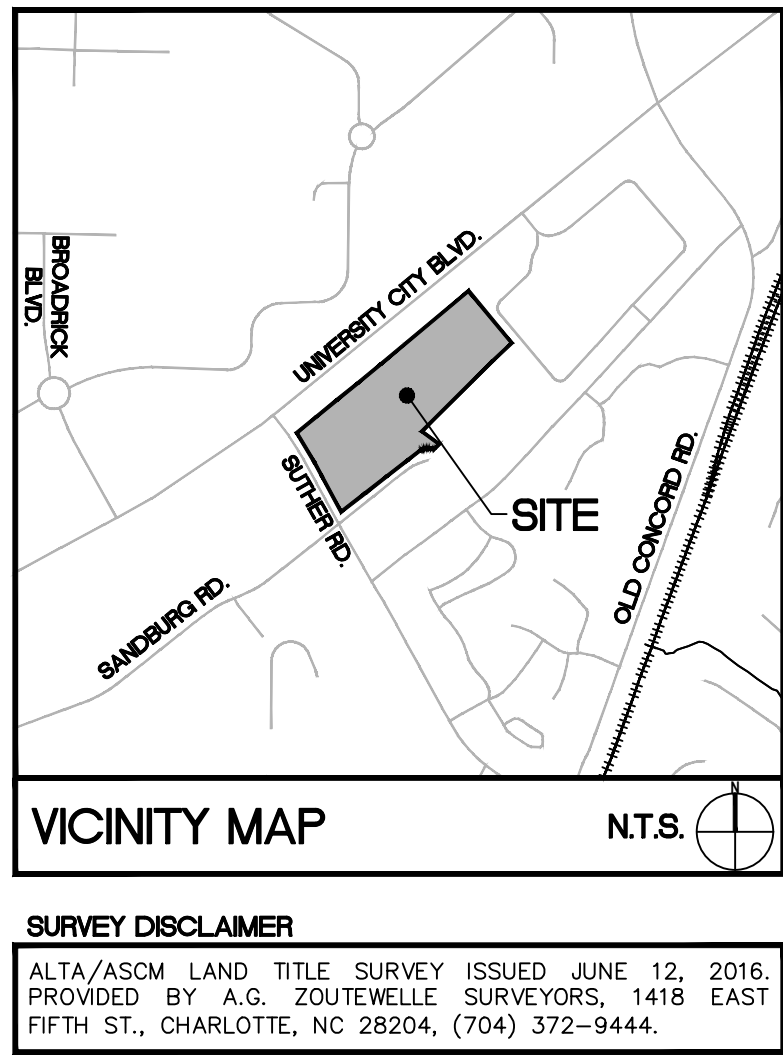 UNIVERSITY CITY BLVD.
BROADRICK
BLVD.
SUTHER RD.
SITE
OLD CONCORD RD.
SANDBURG RD.
VICINITY MAP
N.T.S.
N
SURVEY DISCLAIMER
ALTA/ASCM LAND TITLE SURVEY ISSUED JUNE 12, 2016.
PROVIDED BY A.G. ZOUTEWELLE SURVEYORS, 1418 EAST
FIFTH ST., CHARLOTTE, NC 28204, (704) 372-9444.